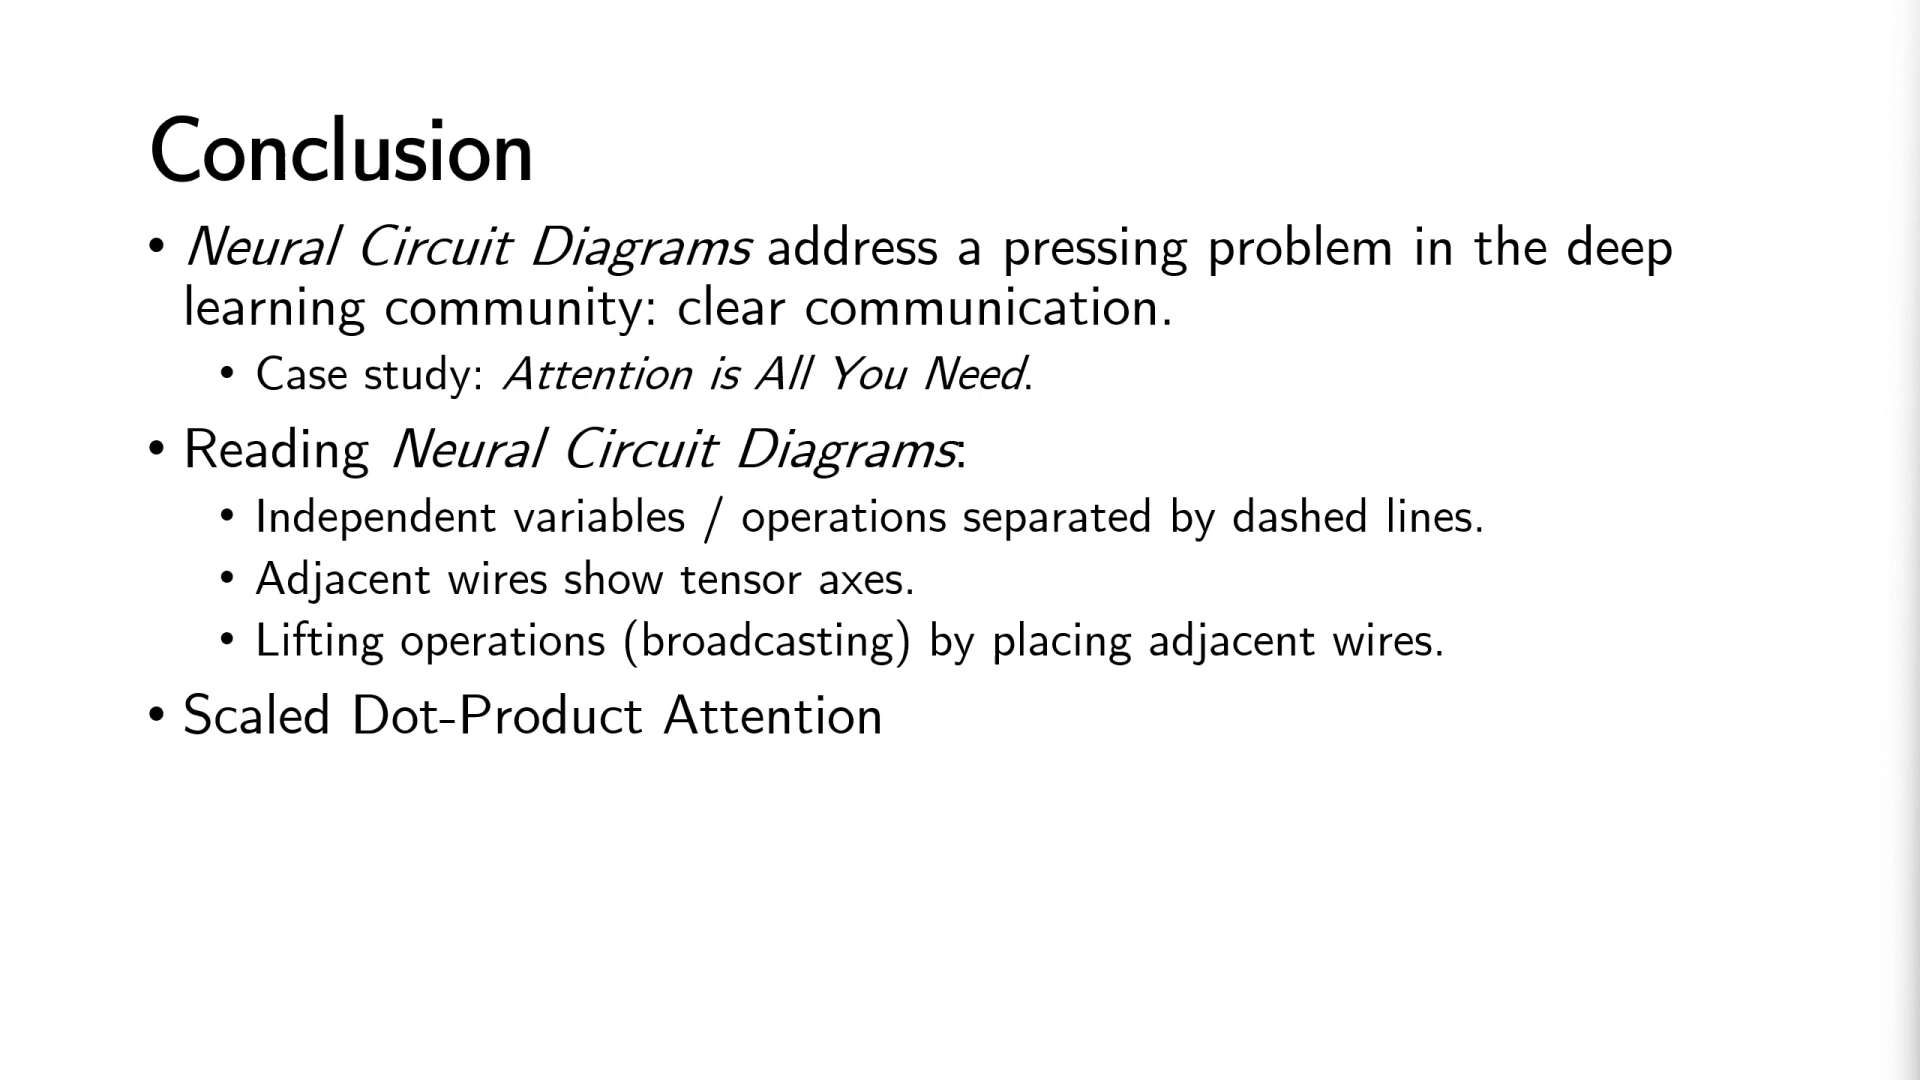 Conclusion
• Neural Circuit Diagrams address a pressing problem in the deep
learning community: clear communication.
• Case study: Attention is All You Need.
• Reading Neural Circuit Diagrams:
• Independent variables / operations separated by dashed lines.
• Adjacent wires show tensor axes.
• Lifting operations (broadcasting) by placing adjacent wires.
• Scaled Dot-Product Attention